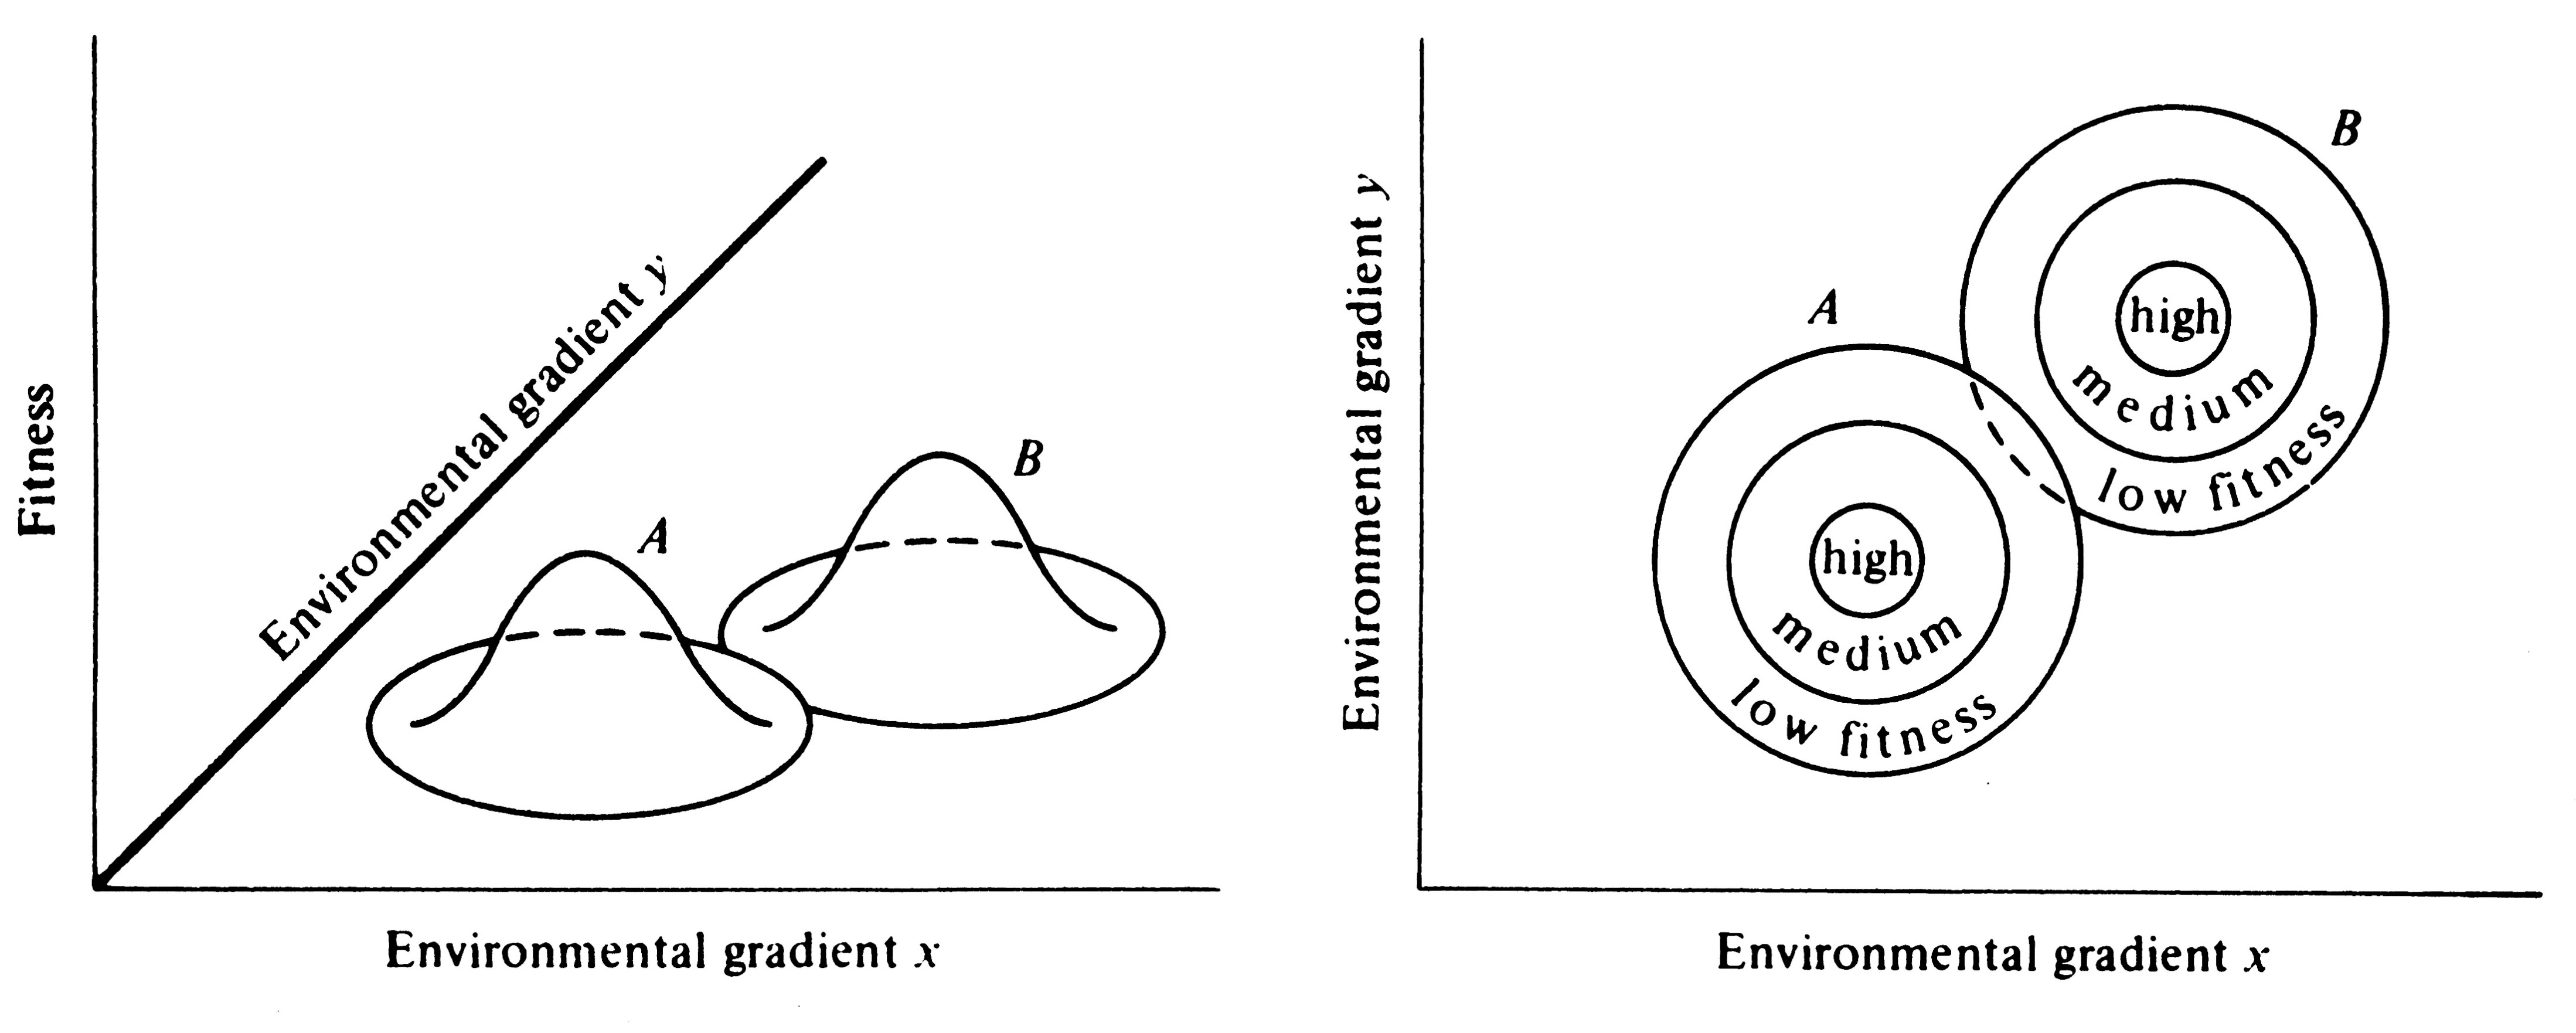 Fitness
Environmental gradient y
A
B
Environmental gradient x
Environmental gradient y
A
B
high
medium
low fitness
high
medium
low fitness
Environmental gradient x